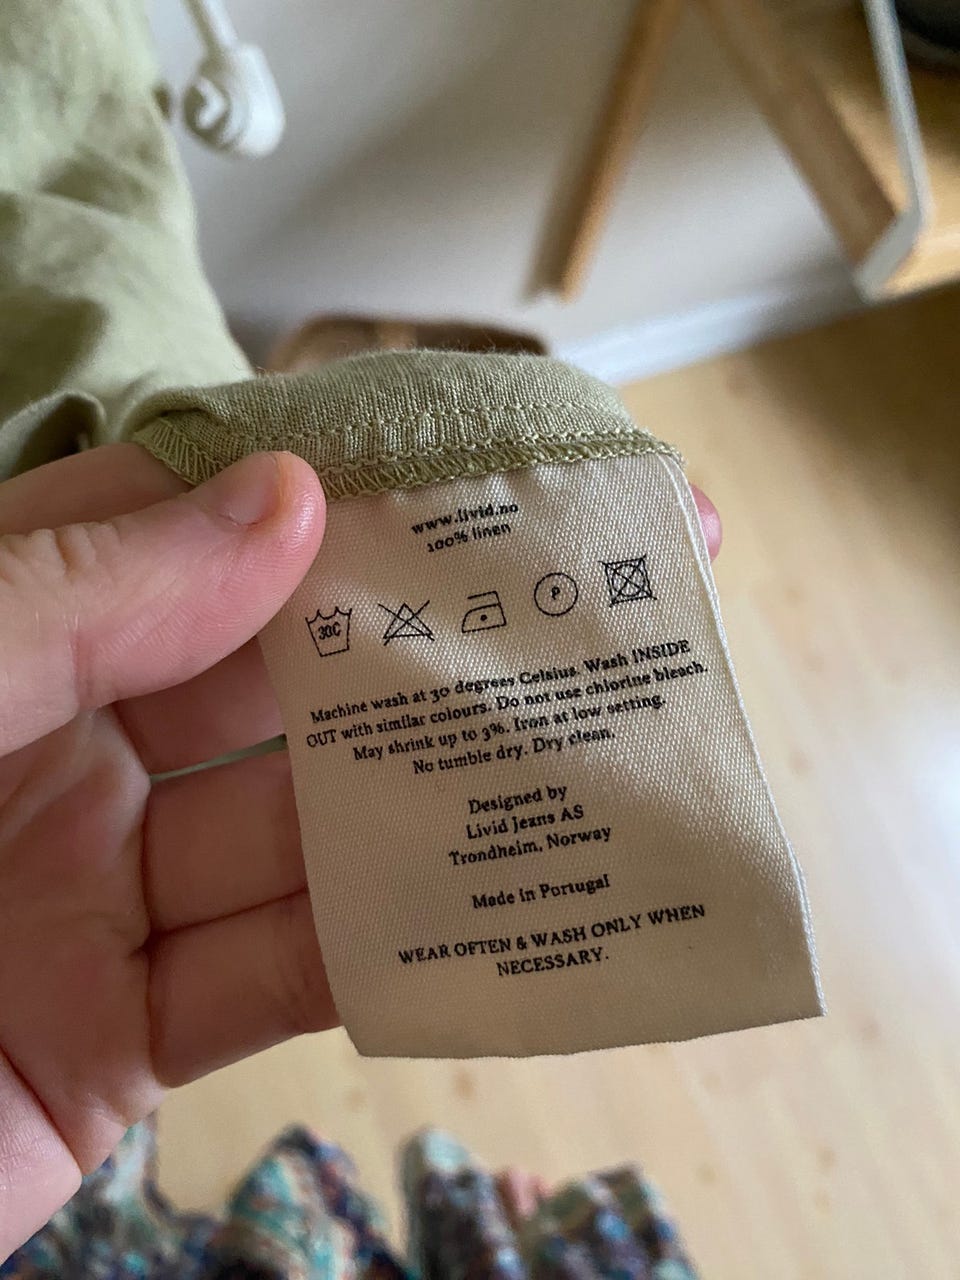 www.livid.no
100% linen
30C P
Machine wash at 30 degrees Celsius. Wash INSIDE
OUT with similar colours. Do not use chlorine bleach.
May shrink up to 3%. Iron at low setting.
No tumble dry. Dry clean.
Designed by
Livid Jeans AS
Trondheim, Norway
Made in Portugal
WEAR OFTEN & WASH ONLY WHEN
NECESSARY.